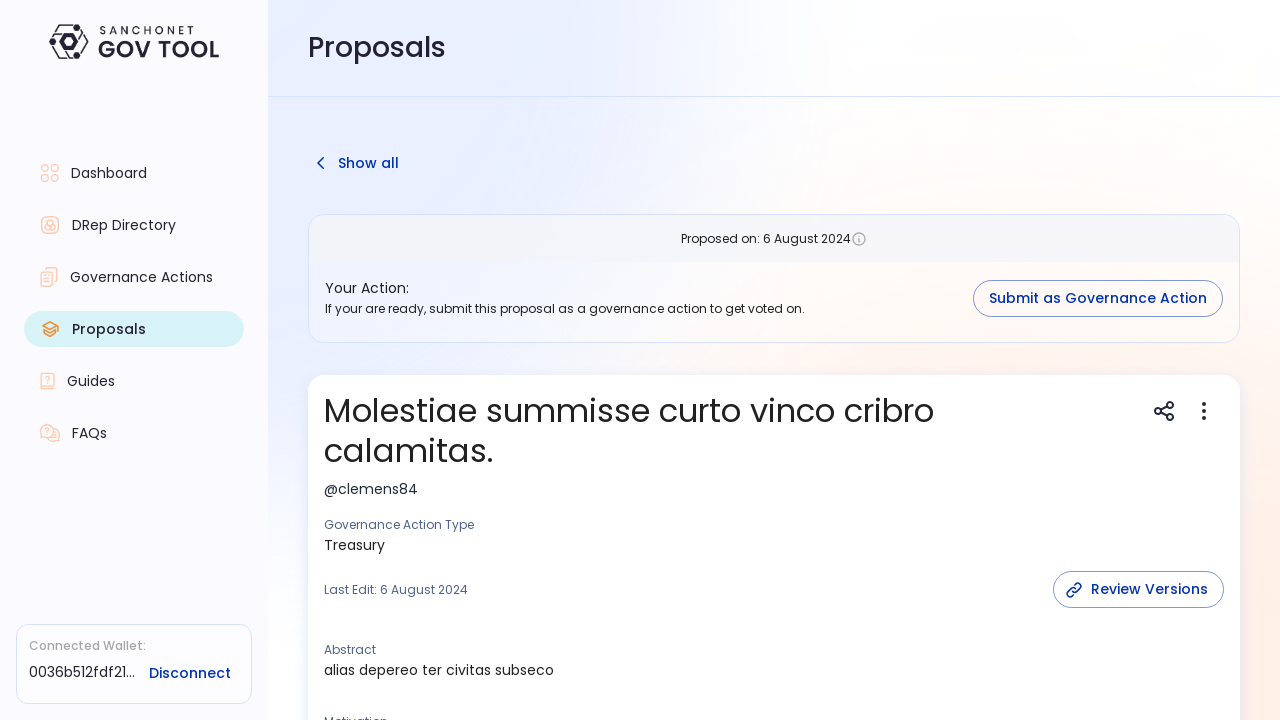 SANCHONET
GOV TOOL
Proposals
Dashboard
DRep Directory
Governance Actions
Proposals
Guides
FAQs
Connected Wallet:
0036b512fdf21...
Disconnect
Show all
Proposed on: 6 August 2024
Your Action:
If your are ready, submit this proposal as a governance action to get voted on.
Submit as Governance Action
Molestiae summisse curto vinco cribro
calamitas.
@clemens84
Governance Action Type
Treasury
Last Edit: 6 August 2024
Review Versions
Abstract
alias depereo ter civitas subseco
Motivation